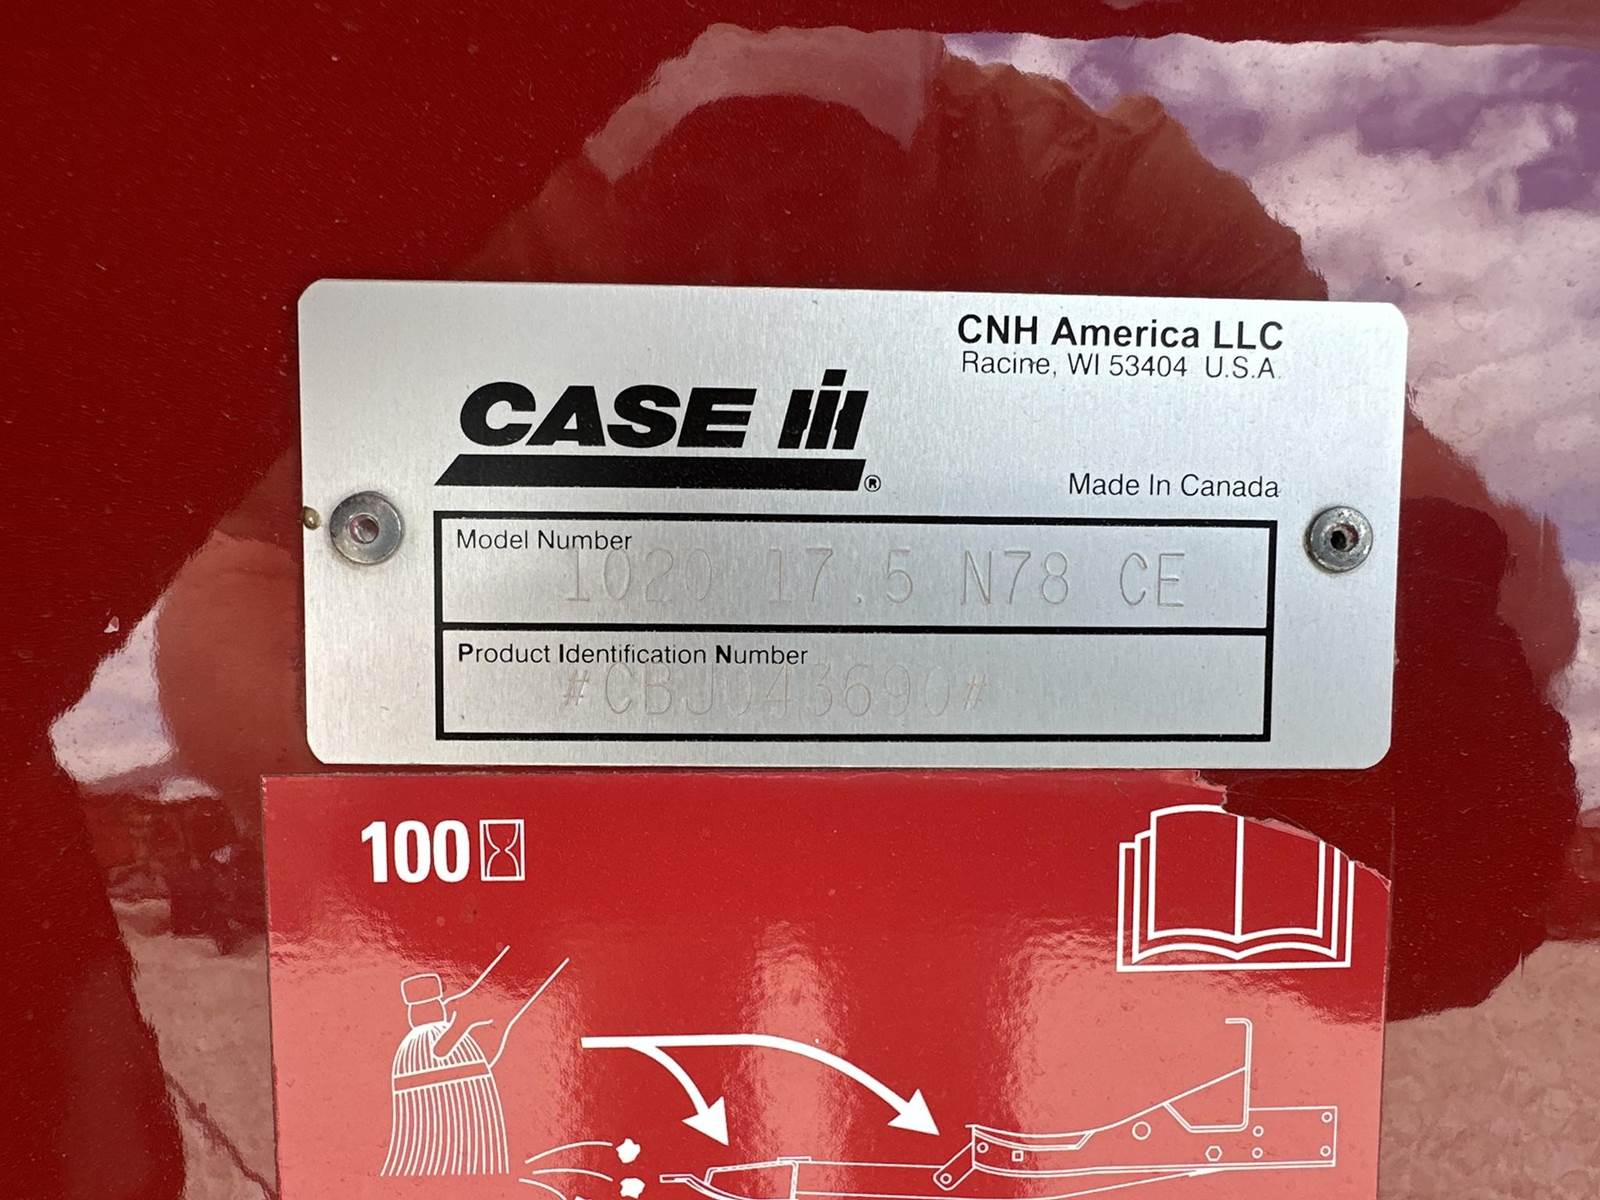 CNH America LLC
Racine, WI 53404 U.S.A.
CASE IH®
Made In Canada
Model Number
1020 17.5 N78 CE
Product Identification Number
#CBJ043690#
100